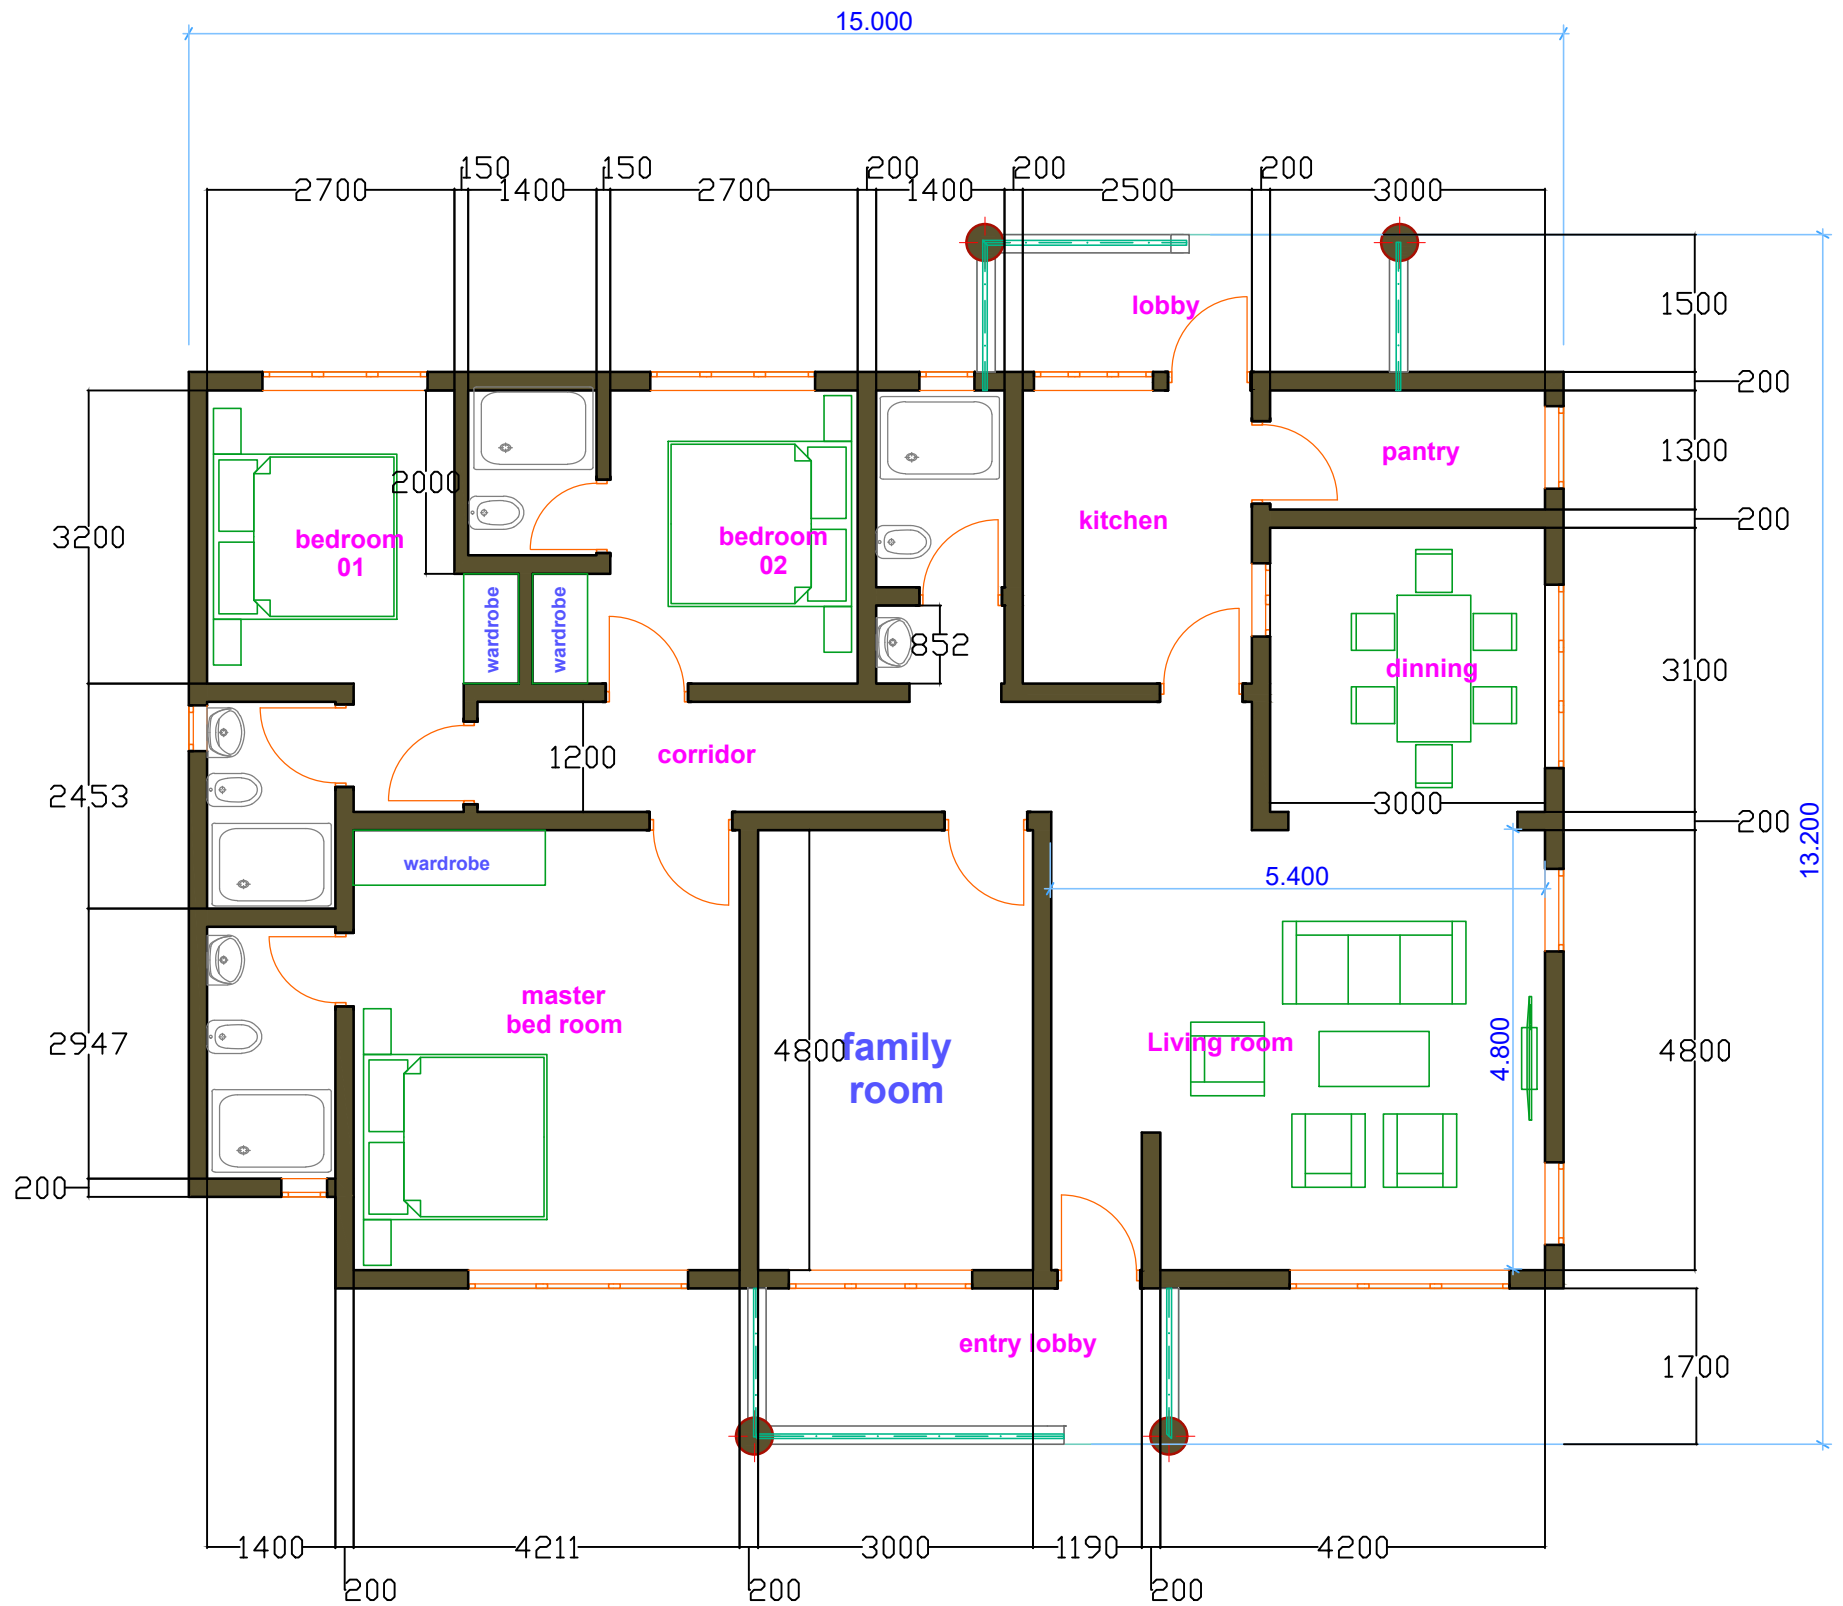 15.000
150
150
200
200
200
2700
1400
2700
1400
2500
3000
lobby
1500
200
1300
200
3100
200
13.200
4800
1700
3200
2453
2947
200
2000
bedroom
01
bedroom
02
wardrobe
wardrobe
852
kitchen
pantry
dinning
3000
1200
corridor
5.400
wardrobe
master
bed room
4800
family
room
Living room
4.800
entry lobby
1400
4211
3000
1190
4200
200
200
200